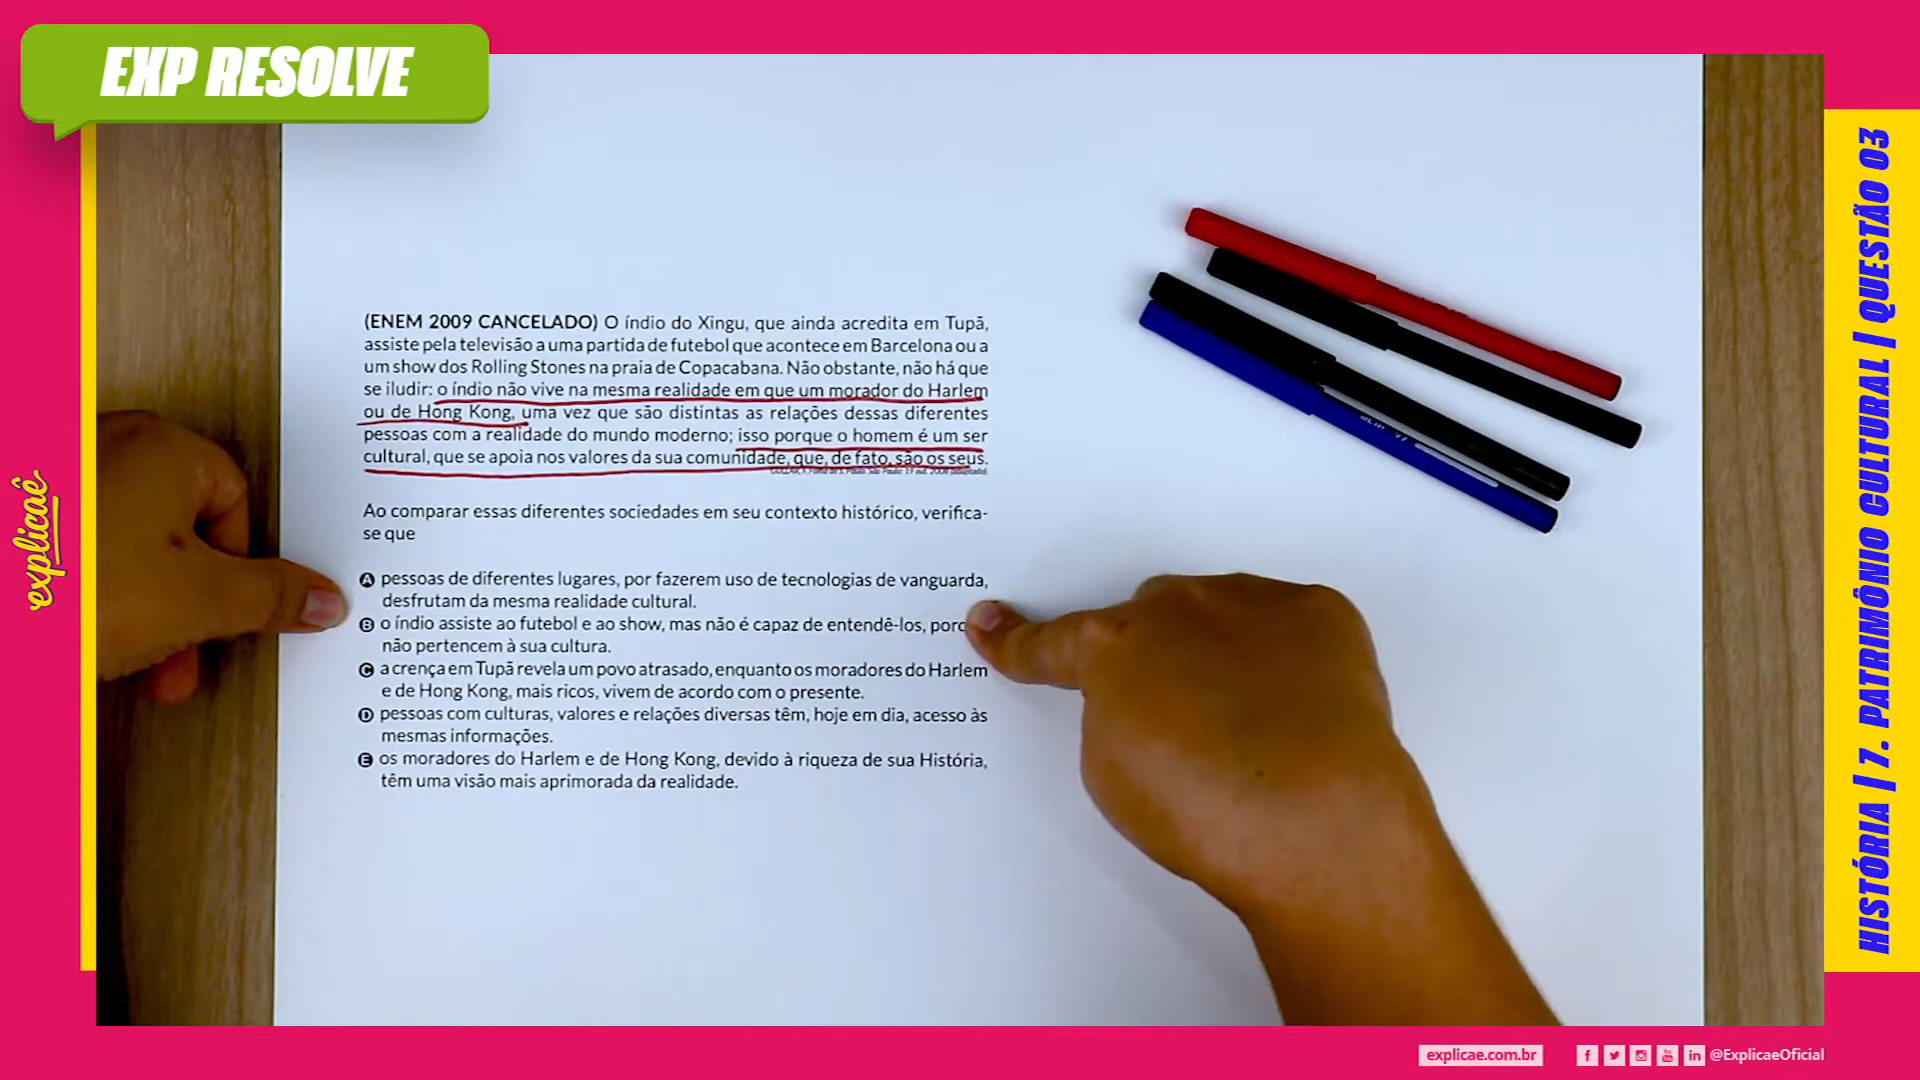 EXP RESOLVE
(ENEM 2009 CANCELADO) O índio do Xingu, que ainda acredita em Tupã,
assiste pela televisão a uma partida de futebol que acontece em Barcelona ou a
um show dos Rolling Stones na praia de Copacabana. Não obstante, não há que
se iludir: o índio não vive na mesma realidade em que um morador do Harlem
ou de Hong Kong, uma vez que são distintas as relações dessas diferentes
pessoas com a realidade do mundo moderno; isso porque o homem é um ser
cultural, que se apoia nos valores da sua comunidade, que, de fato, são os seus.
Ao comparar essas diferentes sociedades em seu contexto histórico, verifica-
se que
A pessoas de diferentes lugares, por fazerem uso de tecnologias de vanguarda,
desfrutam da mesma realidade cultural.
B o índio assiste ao futebol e ao show, mas não é capaz de entendê-los,
não pertencem à sua cultura.
C a crença em Tupã revela um povo atrasado, enquanto os moradores do Harlem
e de Hong Kong, mais ricos, vivem de acordo com o presente.
D pessoas com culturas, valores e relações diversas têm, hoje em dia, acesso às
mesmas informações.
E os moradores do Harlem e de Hong Kong, devido à riqueza de sua História,
têm uma visão mais aprimorada da realidade.
explicaê
HISTÓRIA | 7. PATRIMÔNIO CULTURAL | QUESTÃO 03
explicae.com.br
@ExplicaeOficial